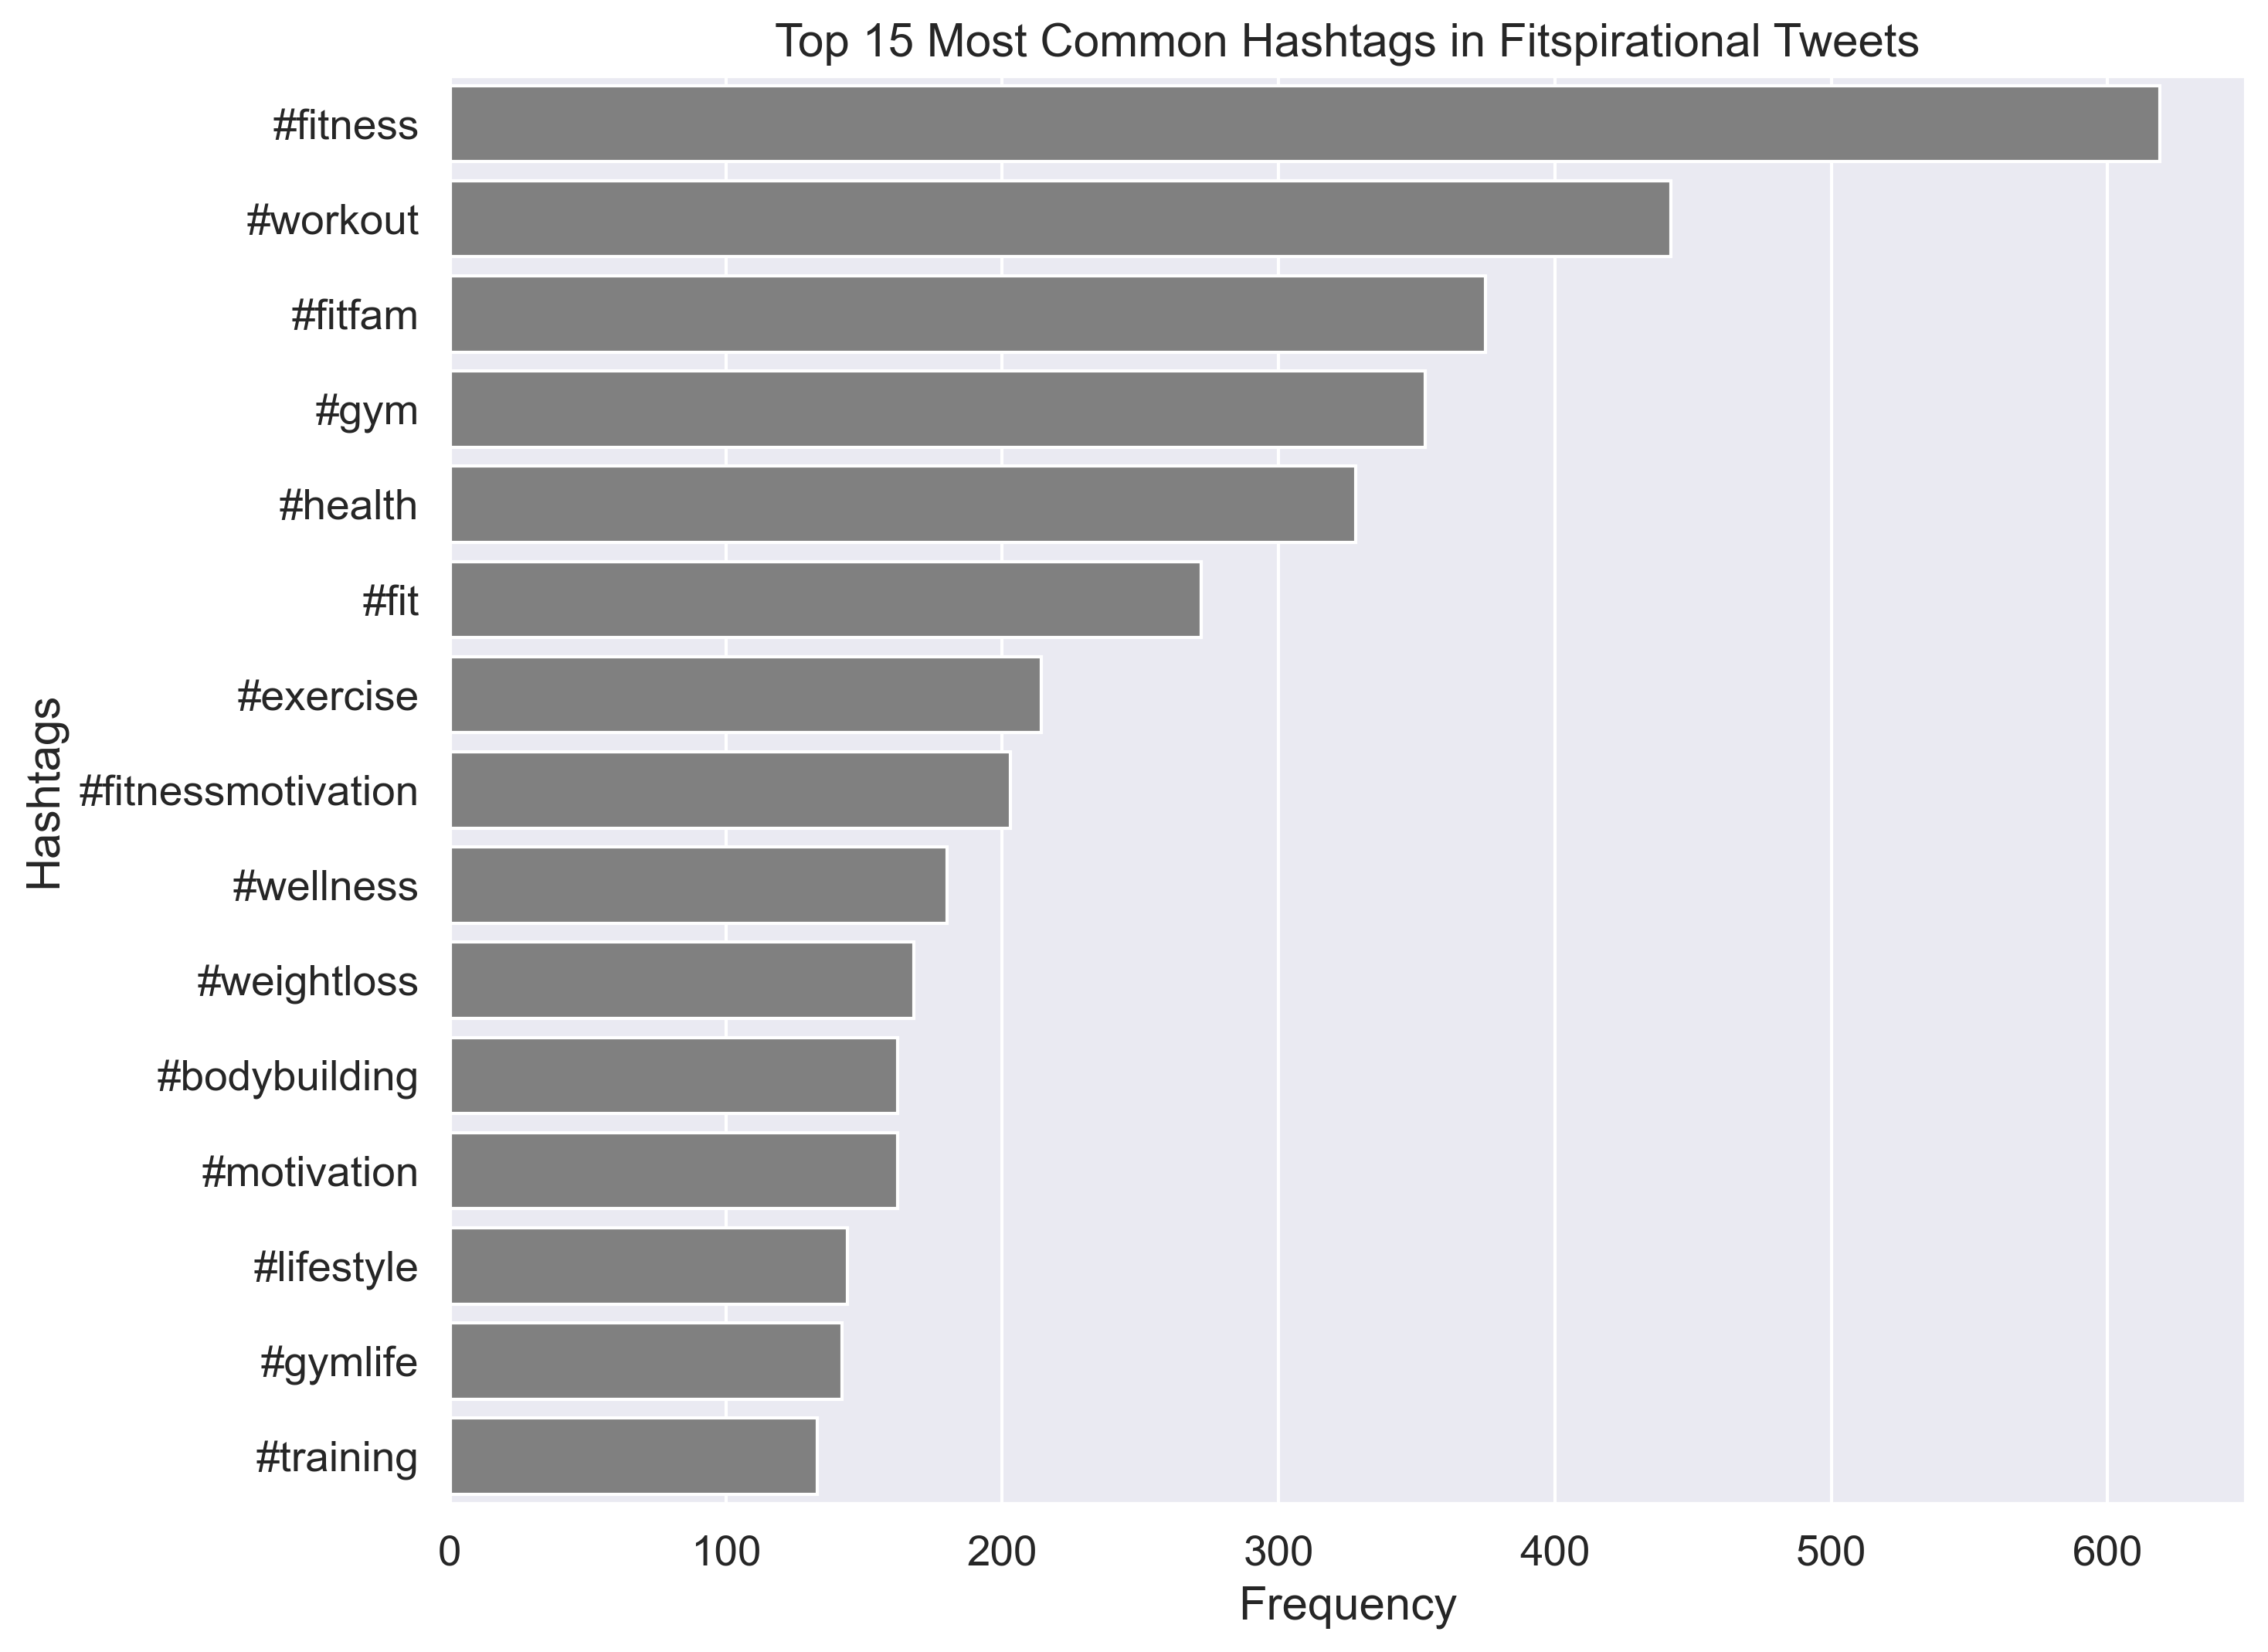 Top 15 Most Common Hashtags in Fitspirational Tweets
Hashtags
#fitness
#workout
#fitfam
#gym
#health
#fit
#exercise
#fitnessmotivation
#wellness
#weightloss
#bodybuilding
#motivation
#lifestyle
#gymlife
#training
0 100 200 300 400 500 600
Frequency